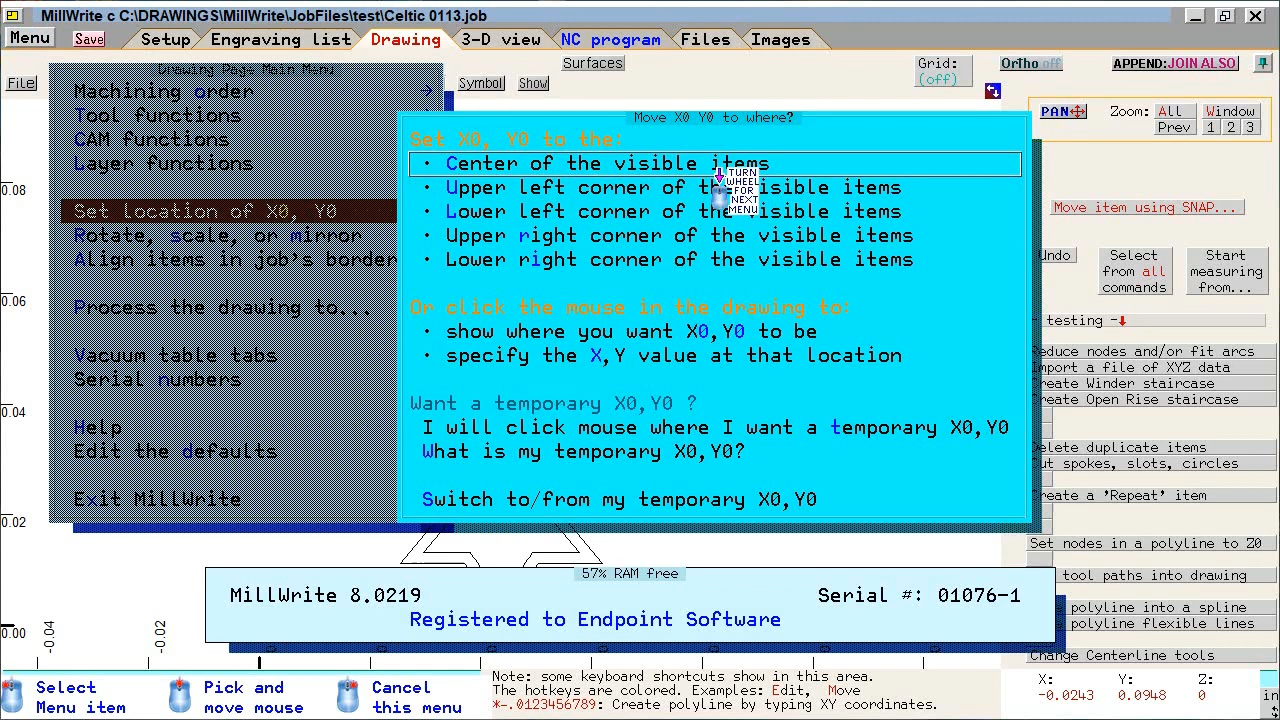 MillWrite c C:\DRAWINGS\MillWrite\JobFiles\test\Celtic 0113.job
Menu Save Setup Engraving list Drawing 3-D view NC program Files Images
File Symbol Show Surfaces Grid: (off) Ortho off APPEND:JOIN ALSO
Drawing Page Main Menu
Machining op
Tool functions
CAM functions
Layer functions
Set location of X0, Y0
Rotate, scale, or mirror
Align items in job's border
Process the drawing to.
Vacuum table tabs
Serial numbers
Help
Edit the defaults
Exit MillWrite
Move X0 Y0 to where?
Set X0, Y0 to the:
· Center of the visible items
· Upper left corner of the visible items
· Lower left corner of the visible items
· Upper right corner of the visible items
· Lower right corner of the visible items
Or click the mouse in the drawing to:
· show where you want X0,Y0 to be
· specify the X,Y value at that location
Want a temporary X0,Y0 ?
I will click mouse where I want a temporary X0,Y0
What is my temporary X0,Y0?
Switch to/from my temporary X0,Y0
TURN
WHEEL
FOR
NEXT
MENU
PAN Zoom: All Window
Prev 1 2 3
Move item using SNAP...
Undo
Select
from all
commands
Start
measuring
from...
- testing -
Reduce nodes and/or fit arcs
Import a file of XYZ data
Create Winder staircase
Create Open Rise staircase
Delete duplicate items
Cut spokes, slots, circles
Create a 'Repeat' item
Set nodes in a polyline to Z0
tool paths into drawing
polyline into a spline
polyline flexible lines
Change Centerline tools
0.08
0.06
0.04
0.02
0.00
-0.04
-0.02
57% RAM free
MillWrite 8.0219 Serial #: 01076-1
Registered to Endpoint Software
Select
Menu item
Pick and
move mouse
Cancel
this menu
Note: some keyboard shortcuts show in this area.
The hotkeys are colored. Examples: Edit, Move
*-.0123456789: Create polyline by typing XY coordinates.
X: Y: Z:
-0.0243 0.0948 0
in